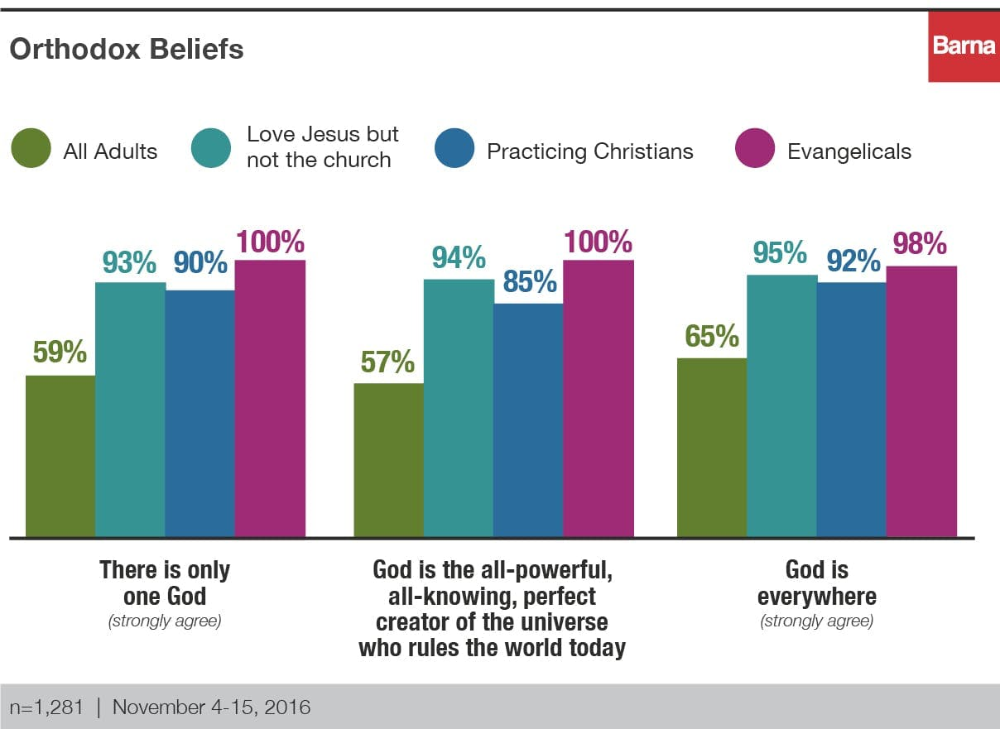 Orthodox Beliefs
Barna
All Adults
Love Jesus but
not the church
Practicing Christians
Evangelicals
59%
93%
90%
100%
57%
94%
85%
100%
65%
95%
92%
98%
There is only
one God
(strongly agree)
God is the all-powerful,
all-knowing, perfect
creator of the universe
who rules the world today
God is
everywhere
(strongly agree)
n=1,281 | November 4-15, 2016